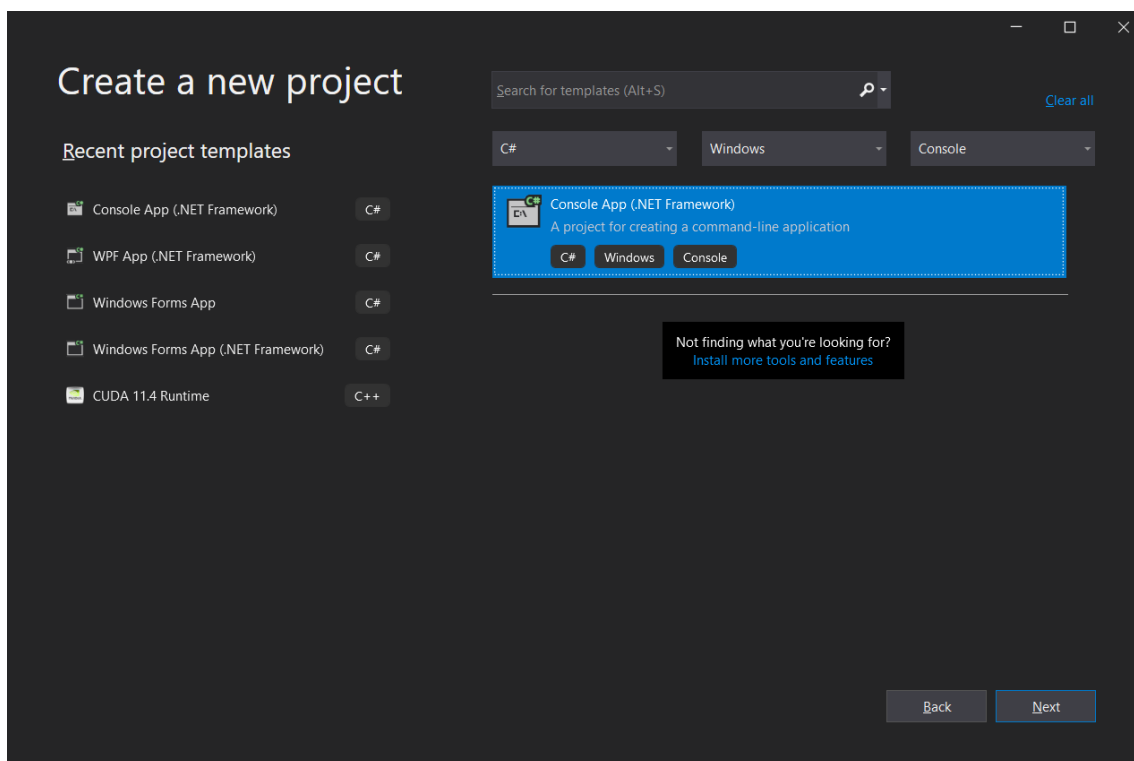 Create a new project
Search for templates (Alt+S)
Clear all
Recent project templates
C#
Windows
Console
Console App (.NET Framework) C#
WPF App (.NET Framework) C#
Windows Forms App C#
Windows Forms App (.NET Framework) C#
CUDA 11.4 Runtime C++
C#
Console App (.NET Framework)
A project for creating a command-line application
C# Windows Console
Not finding what you're looking for?
Install more tools and features
Back
Next